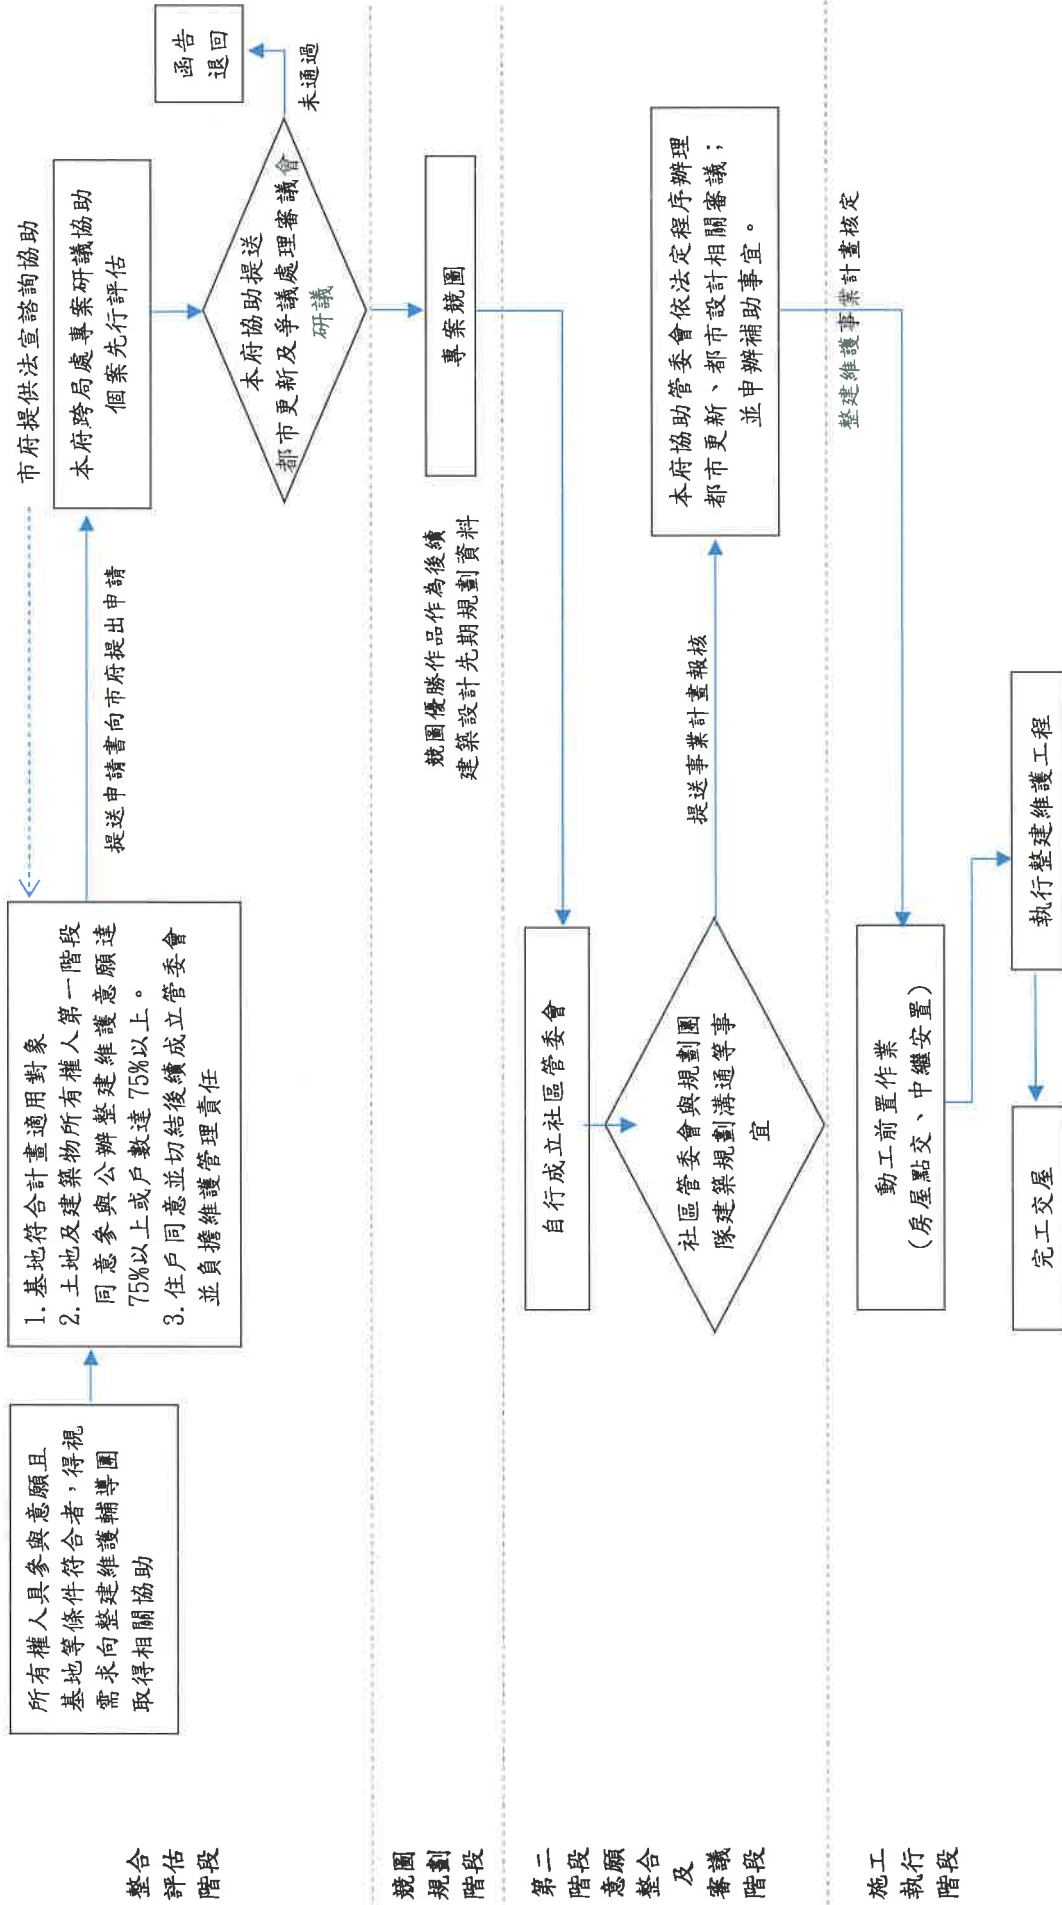 整合
評估
階段
所有權人具參與意願且
基地等條件符合者，得視
需求向整建維護輔導團
取得相關協助
1.基地符合計畫適用對象
2.土地及建築物所有權人第一階段
同意參與公辦整建維護意願達
75%以上或戶數達75%以上。
3.住戶同意並切結後續成立管委會
並負擔維護管理責任
市府提供法宣諮詢協助
提送申請書向市府提出申請
本府跨局處專案研議協助
個案先行評估
本府協助提送
都市更新及爭議處理審議會
研議
未通過
函告
退回
競圖
規劃
階段
專案競圖
競圖優勝作品作為後續
建築設計先期規劃資料
第二
階段
意願
整合
及
審議
階段
自行成立社區管委會
社區管委會與規劃團
隊建築規劃溝通等事
宜
提送事業計畫報核
本府協助管委會依法定程序辦理
都市更新、都市設計相關審議；
並申辦補助事宜。
整建維護事業計畫核定
施工
執行
階段
動工前置作業
(房屋點交、中繼安置)
執行整建維護工程
完工交屋